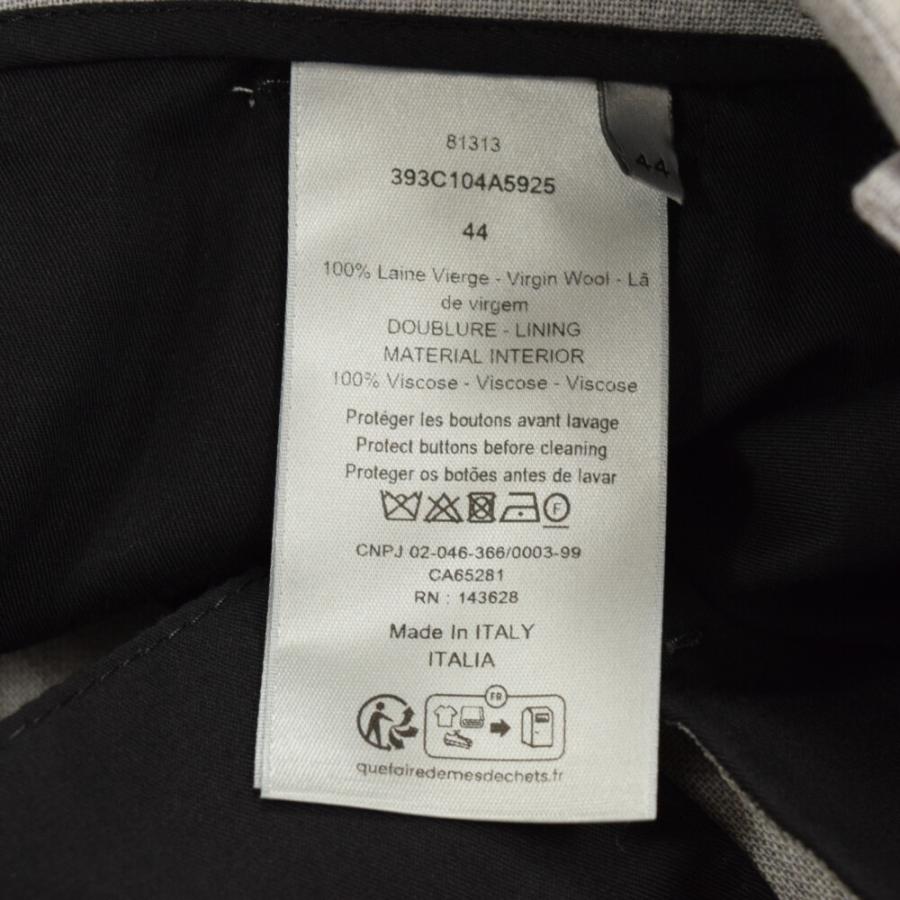 81313
44
393C104A5925
44
100% Laine Vierge - Virgin Wool - Lã
de virgem
DOUBLURE - LINING
MATERIAL INTERIOR
100% Viscose - Viscose - Viscose
Protéger les boutons avant lavage
Protect buttons before cleaning
Proteger os botões antes de lavar
F
CNPJ 02-046-366/0003-99
CA65281
RN : 143628
Made In ITALY
ITALIA
FR
quefairedemesdechets.fr